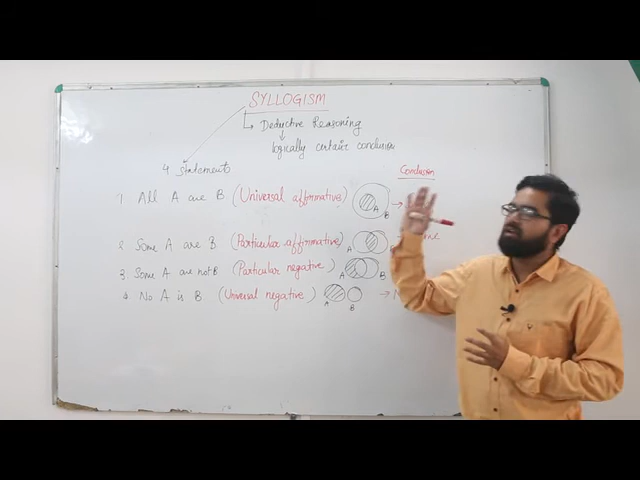 SYLLOGISM
Deductive Reasoning
logically certain conclusion
4 statement
Conclusion
1 All A are B (Universal affirmative) A B
2 Some A are B (Particular affirmative) A B
3 Some A are not B (Particular negative) A B
4 No A is B (Universal negative) A B